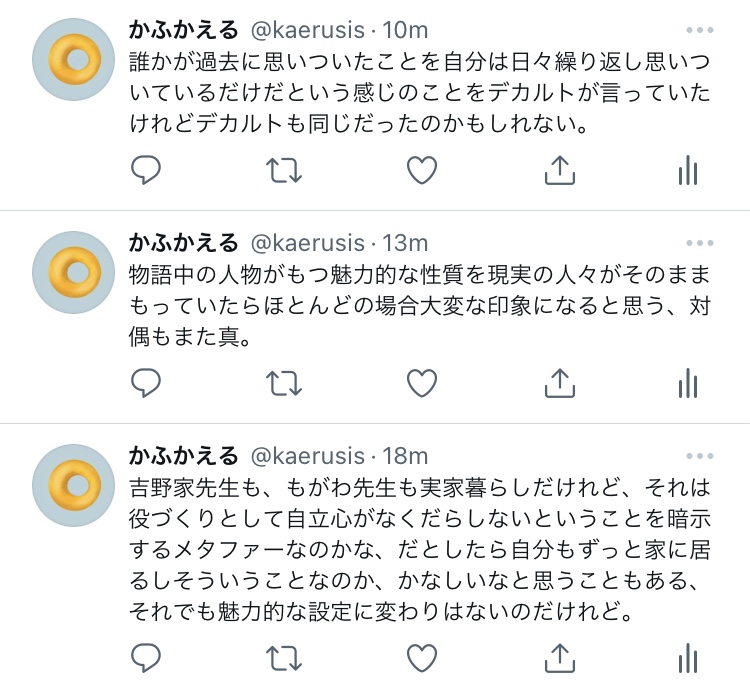 かふかえる @kaerusis · 10m
誰かが過去に思いついたことを自分は日々繰り返し思いつ
いているだけだという感じのことをデカルトが言っていた
けれどデカルトも同じだったのかもしれない。
かふかえる @kaerusis · 13m
物語中の人物がもつ魅力的な性質を現実の人々がそのまま
もっていたらほとんどの場合大変な印象になると思う、対
偶もまた真。
かふかえる @kaerusis · 18m
吉野家先生も、もがわ先生も実家暮らしだけれど、それは
役づくりとして自立心がなくだらしないということを暗示
するメタファーなのかな、だとしたら自分もずっと家に居
るしそういうことなのか、かなしいなと思うこともある、
それでも魅力的な設定に変わりはないのだけれど。